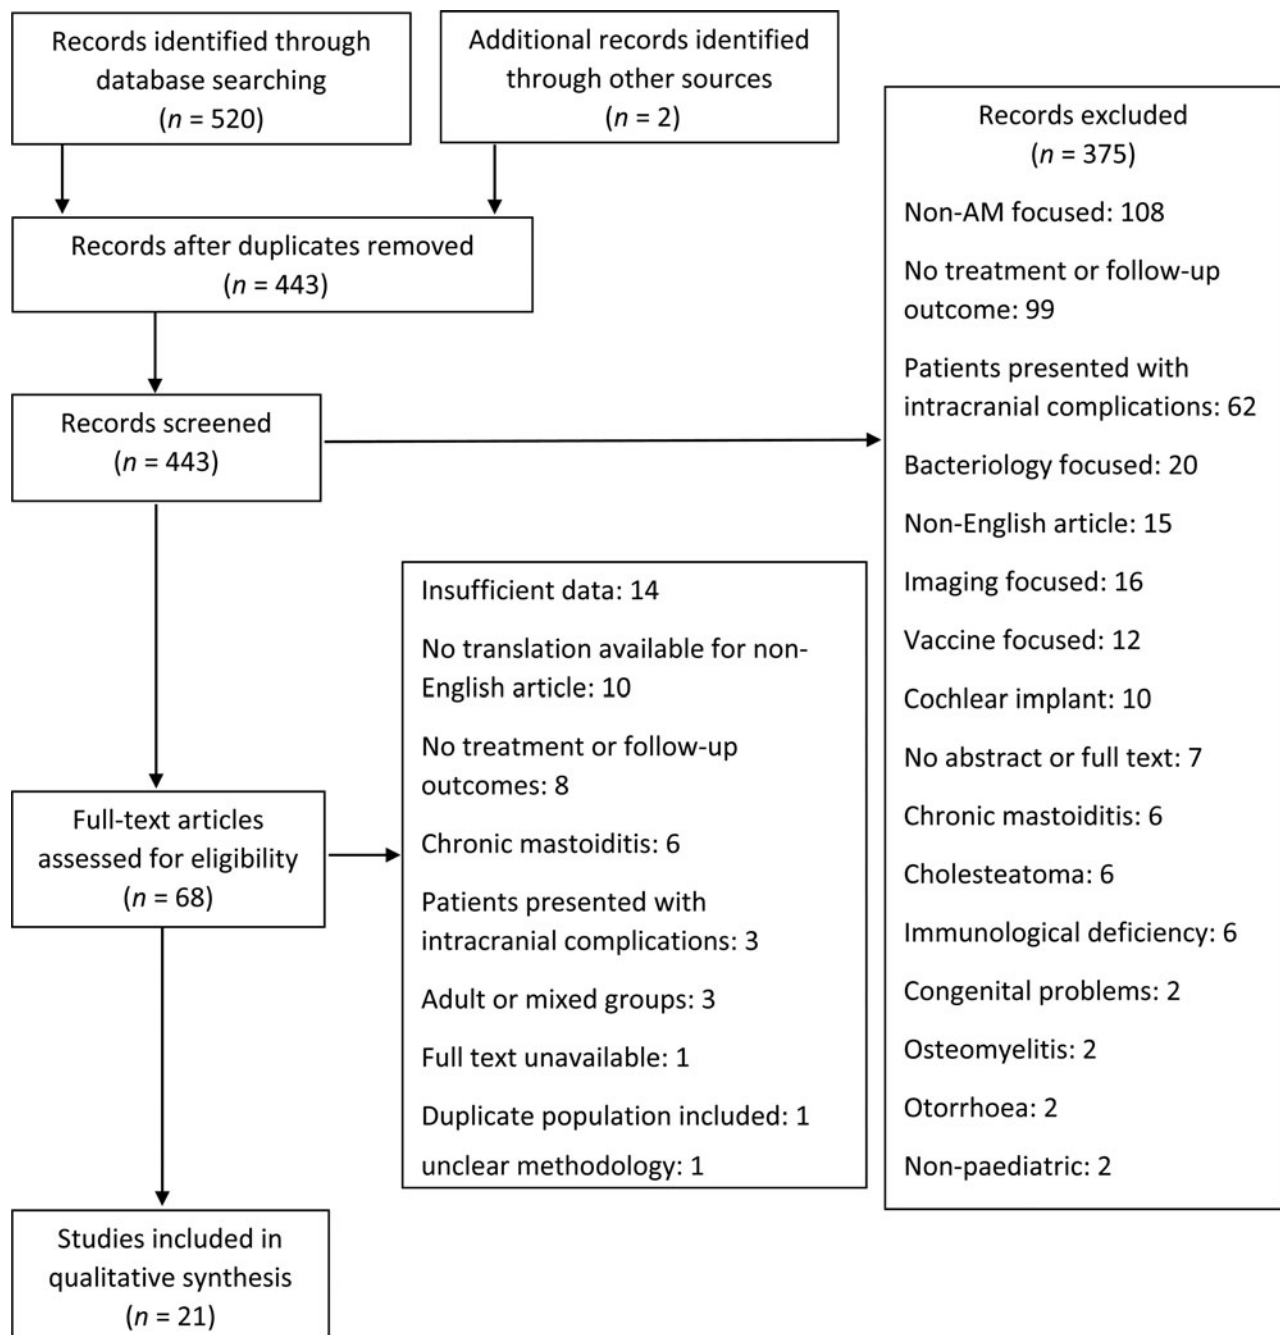 Records identified through
database searching
(n = 520)
Additional records identified
through other sources
(n = 2)
Records after duplicates removed
(n = 443)
Records screened
(n = 443)
Records excluded
(n = 375)
Non-AM focused: 108
No treatment or follow-up
outcome: 99
Patients presented with
intracranial complications: 62
Bacteriology focused: 20
Non-English article: 15
Imaging focused: 16
Vaccine focused: 12
Cochlear implant: 10
No abstract or full text: 7
Chronic mastoiditis: 6
Cholesteatoma: 6
Immunological deficiency: 6
Congenital problems: 2
Osteomyelitis: 2
Otorrhoea: 2
Non-paediatric: 2
Full-text articles
assessed for eligibility
(n = 68)
Insufficient data: 14
No translation available for non-
English article: 10
No treatment or follow-up
outcomes: 8
Chronic mastoiditis: 6
Patients presented with
intracranial complications: 3
Adult or mixed groups: 3
Full text unavailable: 1
Duplicate population included: 1
unclear methodology: 1
Studies included in
qualitative synthesis
(n = 21)